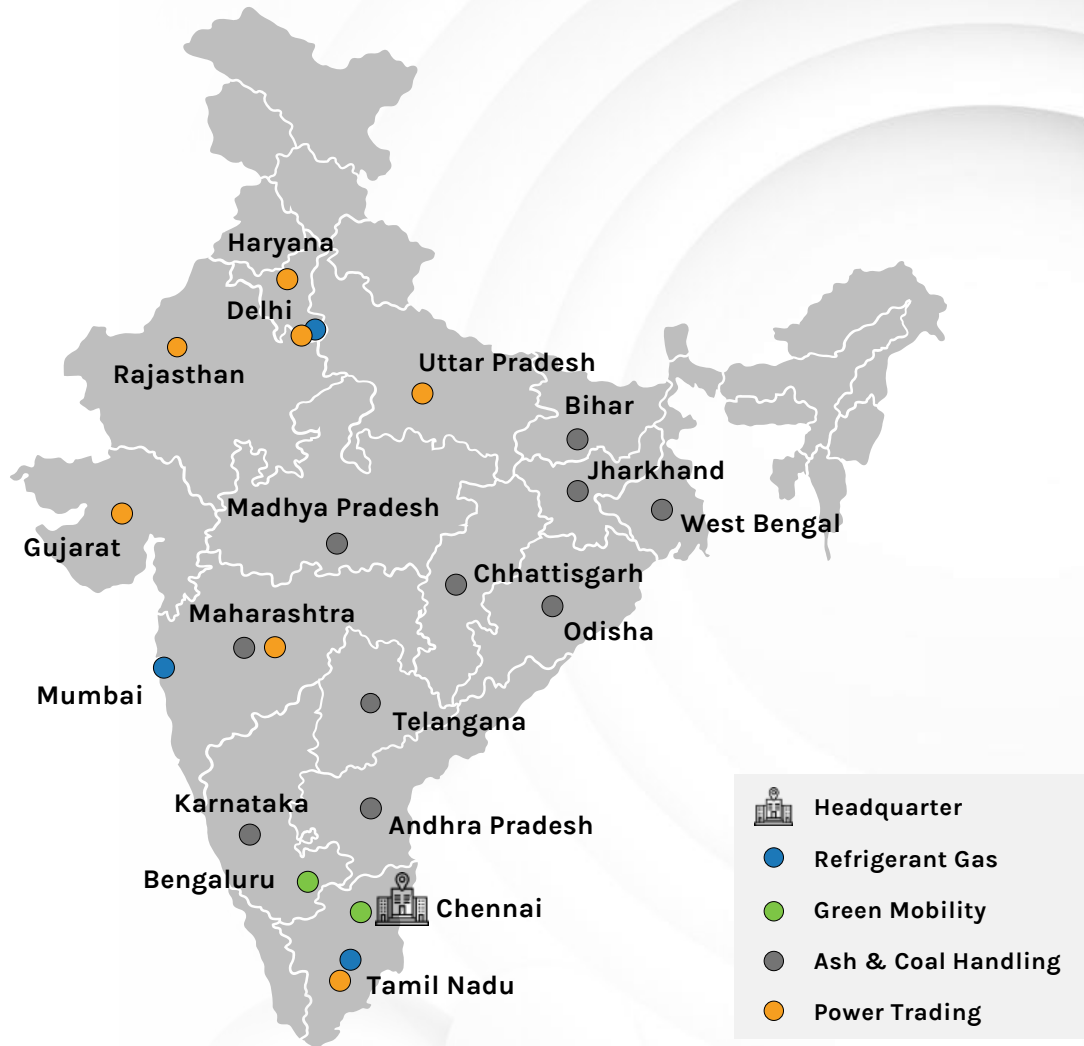 Haryana
Delhi
Rajasthan
Uttar Pradesh
Bihar
Jharkhand
West Bengal
Madhya Pradesh
Gujarat
Chhattisgarh
Odisha
Maharashtra
Mumbai
Telangana
Karnataka
Andhra Pradesh
Bengaluru
Chennai
Tamil Nadu
Headquarter
Refrigerant Gas
Green Mobility
Ash & Coal Handling
Power Trading